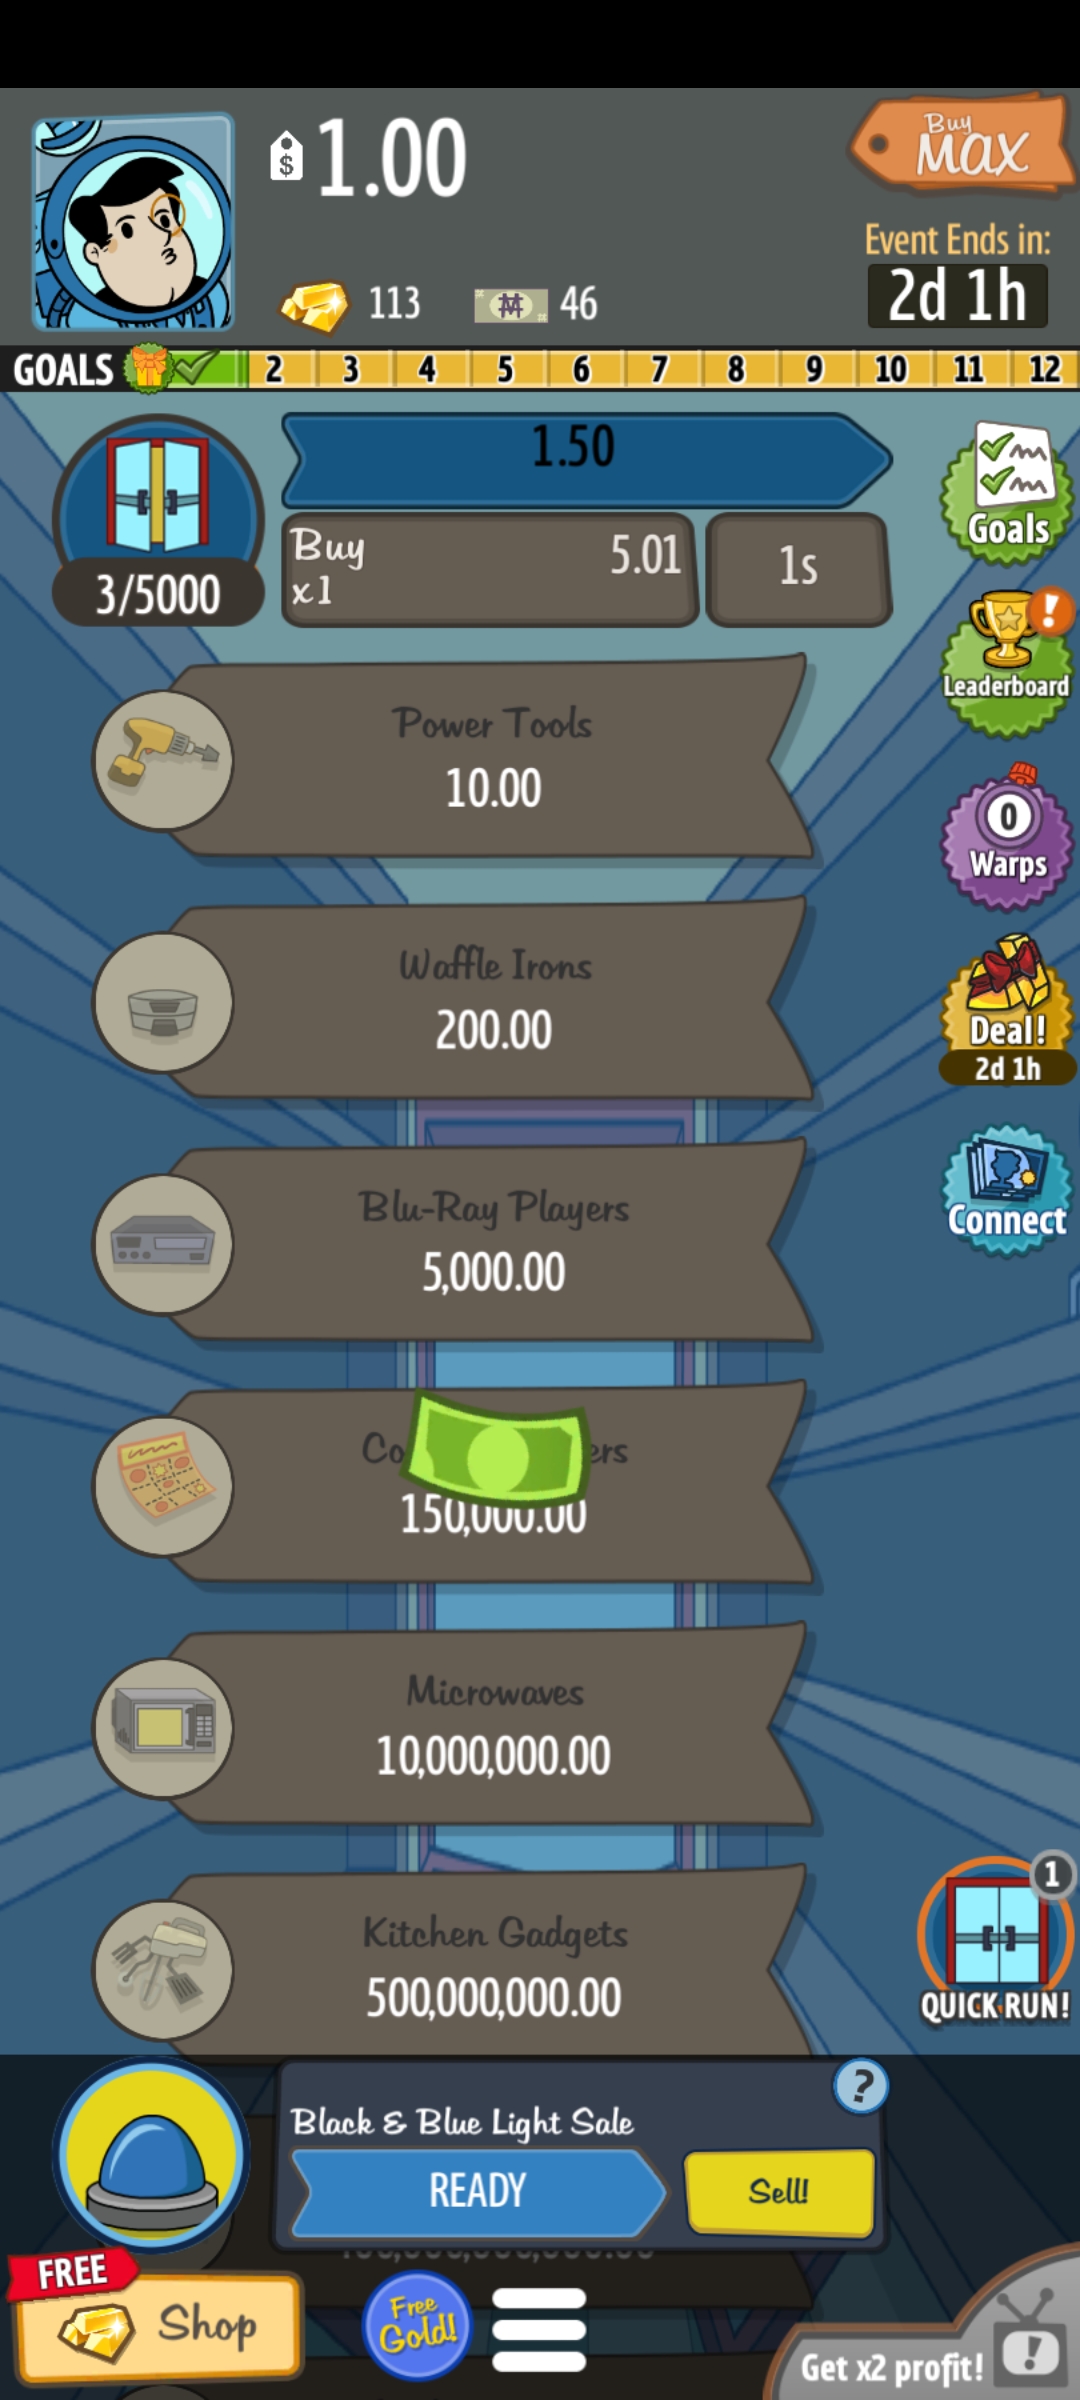 $ 1.00
Buy
MAX
113
46
Event Ends in:
2d 1h
GOALS 2 3 4 5 6 7 8 9 10 11 12
1.50
Buy
x1
5.01
1s
3/5000
Goals
Power Tools
10.00
!
Leaderboard
0
Warps
Waffle Irons
200.00
Deal!
2d 1h
Blu-Ray Players
5,000.00
Connect
150,000.00
Microwaves
10,000,000.00
1
QUICK RUN!
Kitchen Gadgets
500,000,000.00
?
Black & Blue Light Sale
READY
Sell!
FREE
Shop
Free
Gold!
Get x2 profit!
!